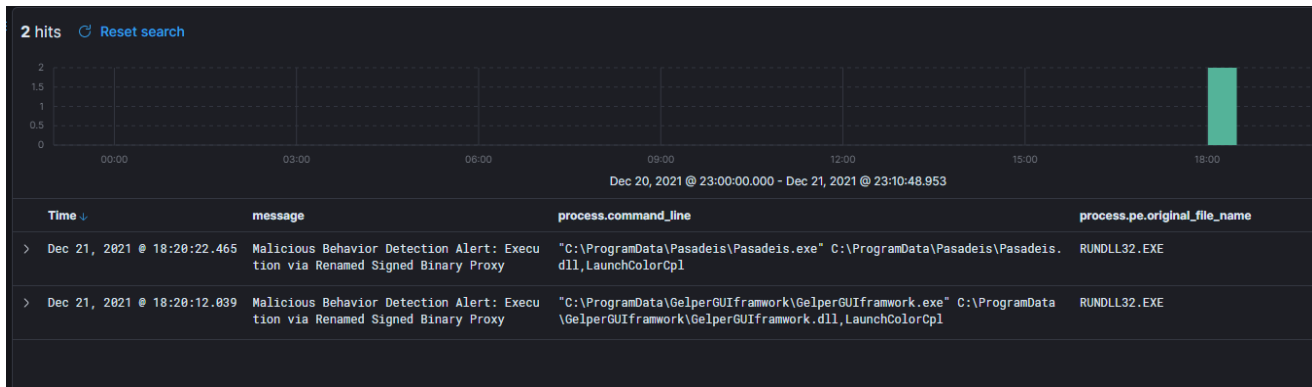 2 hits Reset search
2
1.5
1
0.5
0
00:00 03:00 06:00 09:00 12:00 15:00 18:00
Dec 20, 2021 @ 23:00:00.000 - Dec 21, 2021 @ 23:10:48.953
Time message process.command_line process.pe.original_file_name
Dec 21, 2021 @ 18:20:22.465 Malicious Behavior Detection Alert: Execu "C:\ProgramData\Pasadeis\Pasadeis.exe" C:\ProgramData\Pasadeis\Pasadeis. RUNDLL32.EXE
tion via Renamed Signed Binary Proxy dll,LaunchColorCpl
Dec 21, 2021 @ 18:20:12.039 Malicious Behavior Detection Alert: Execu "C:\ProgramData\GelperGUIframwork\GelperGUIframwork.exe" C:\ProgramData RUNDLL32.EXE
tion via Renamed Signed Binary Proxy \GelperGUIframwork\GelperGUIframwork.dll,LaunchColorCpl